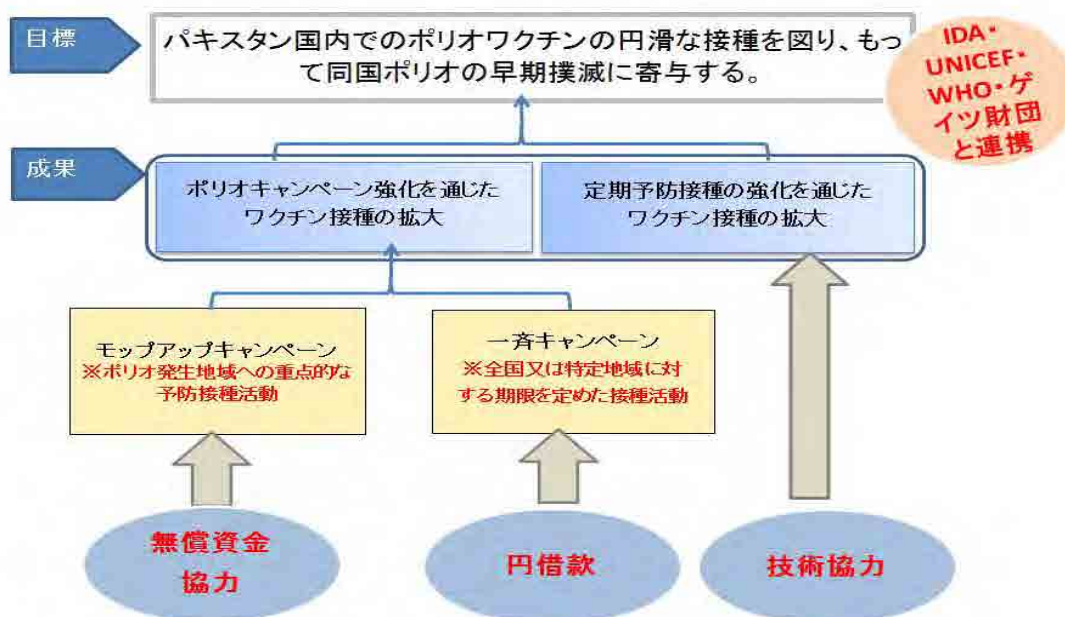 目標
パキスタン国内でのポリオワクチンの円滑な接種を図り、もっ
て同国ポリオの早期撲滅に寄与する。
IDA・
UNICEF・
WHO・ゲ
イツ財団
と連携
成果
ポリオキャンペーン強化を通じた
ワクチン接種の拡大
定期予防接種の強化を通じた
ワクチン接種の拡大
モップアップキャンペーン
※ポリオ発生地域への重点的な
予防接種活動
一斉キャンペーン
※全国又は特定地域に対
する期限を定めた接種活動
無償資金
協力
円借款
技術協力